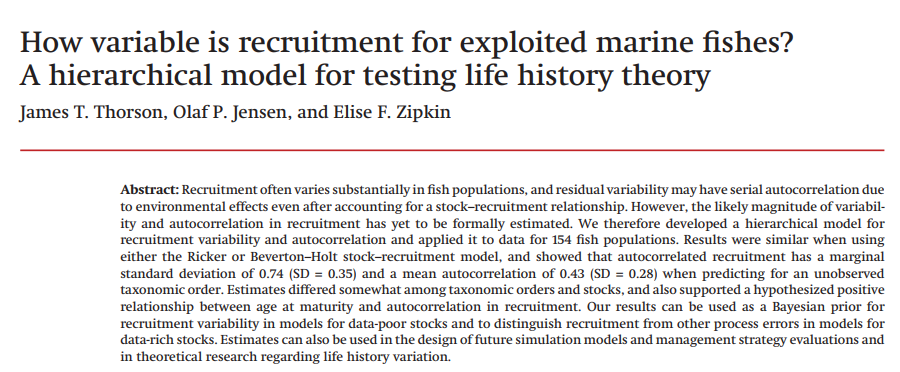 How variable is recruitment for exploited marine fishes?
A hierarchical model for testing life history theory
James T. Thorson, Olaf P. Jensen, and Elise F. Zipkin
Abstract: Recruitment often varies substantially in fish populations, and residual variability may have serial autocorrelation due
to environmental effects even after accounting for a stock–recruitment relationship. However, the likely magnitude of variabil-
ity and autocorrelation in recruitment has yet to be formally estimated. We therefore developed a hierarchical model for
recruitment variability and autocorrelation and applied it to data for 154 fish populations. Results were similar when using
either the Ricker or Beverton–Holt stock–recruitment model, and showed that autocorrelated recruitment has a marginal
standard deviation of 0.74 (SD = 0.35) and a mean autocorrelation of 0.43 (SD = 0.28) when predicting for an unobserved
taxonomic order. Estimates differed somewhat among taxonomic orders and stocks, and also supported a hypothesized positive
relationship between age at maturity and autocorrelation in recruitment. Our results can be used as a Bayesian prior for
recruitment variability in models for data-poor stocks and to distinguish recruitment from other process errors in models for
data-rich stocks. Estimates can also be used in the design of future simulation models and management strategy evaluations and
in theoretical research regarding life history variation.